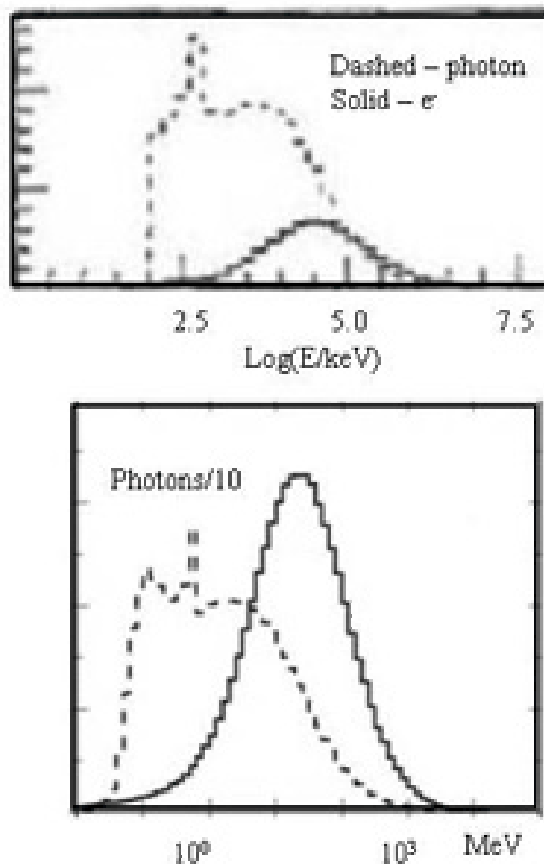 Dashed – photon
Solid – e⁻
2.5 5.0 7.5
Log(E/keV)
Photons/10
10⁰ 10³ MeV